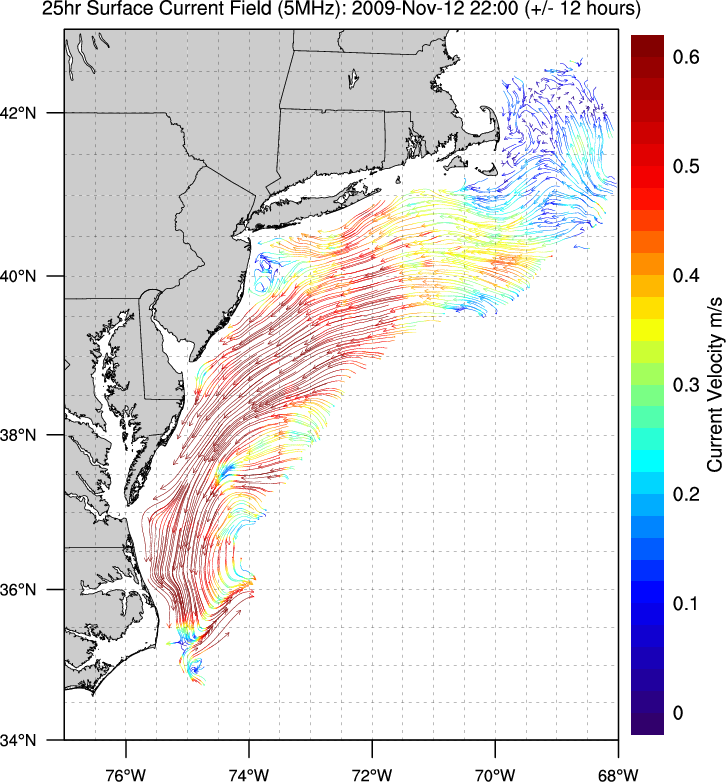 25hr Surface Current Field (5MHz): 2009-Nov-12 22:00 (+/- 12 hours)
42°N
40°N
38°N
36°N
34°N
76°W
74°W
72°W
70°W
68°W
0.6
0.5
0.4
0.3
0.2
0.1
0
Current Velocity m/s